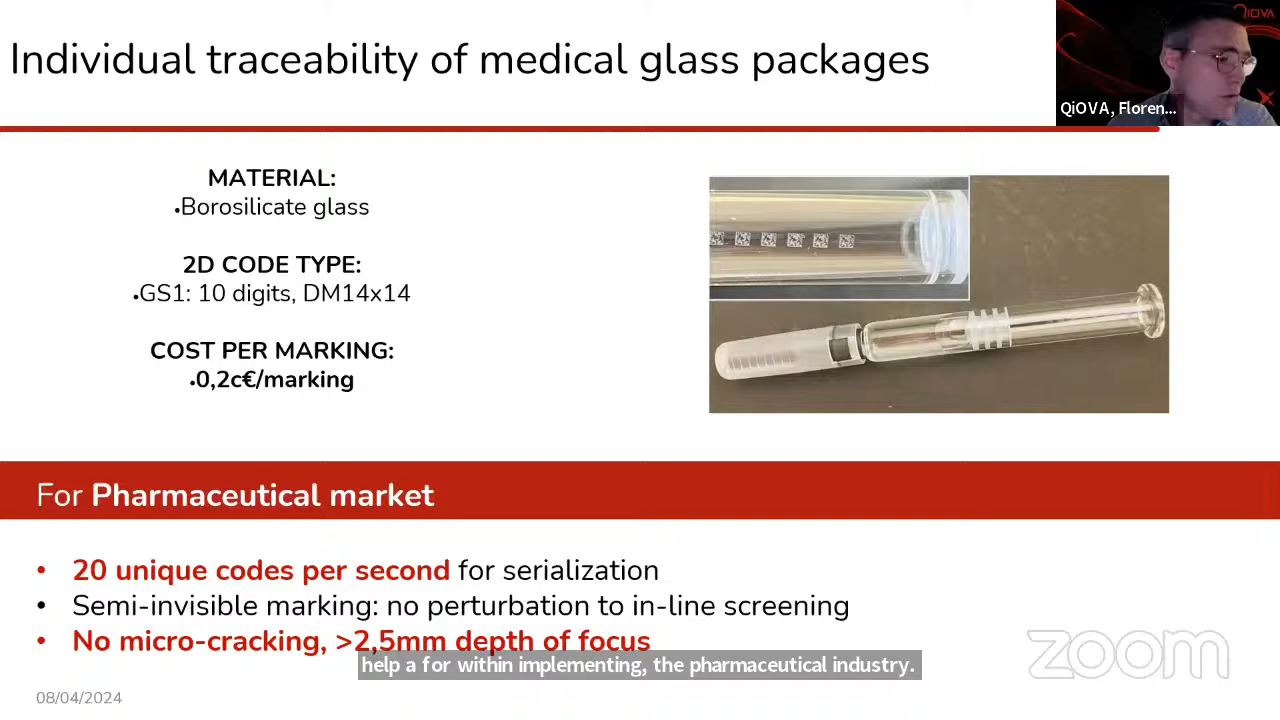 Individual traceability of medical glass packages
QiOVA
QiOVA, Floren...
MATERIAL:
•Borosilicate glass
2D CODE TYPE:
•GS1: 10 digits, DM14x14
COST PER MARKING:
•0,2c€/marking
For Pharmaceutical market
• 20 unique codes per second for serialization
• Semi-invisible marking: no perturbation to in-line screening
• No micro-cracking, >2,5mm depth of focus
help a for within implementing, the pharmaceutical industry.
zoom
08/04/2024